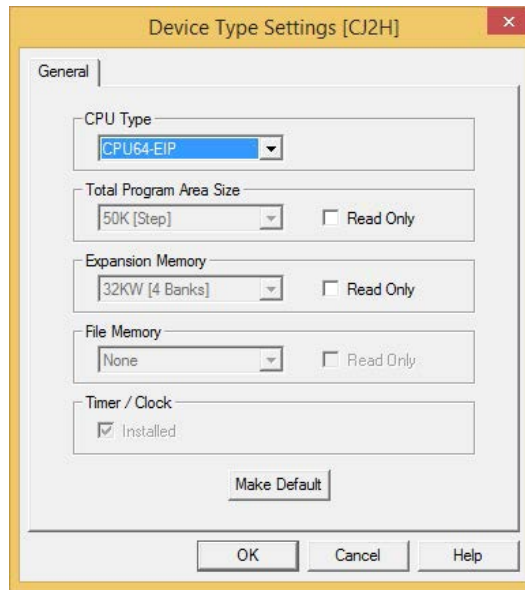 Device Type Settings [CJ2H]
General
CPU Type
CPU64-EIP
Total Program Area Size
50K [Step]
Read Only
Expansion Memory
32KW [4 Banks]
Read Only
File Memory
None
Read Only
Timer / Clock
Installed
Make Default
OK
Cancel
Help